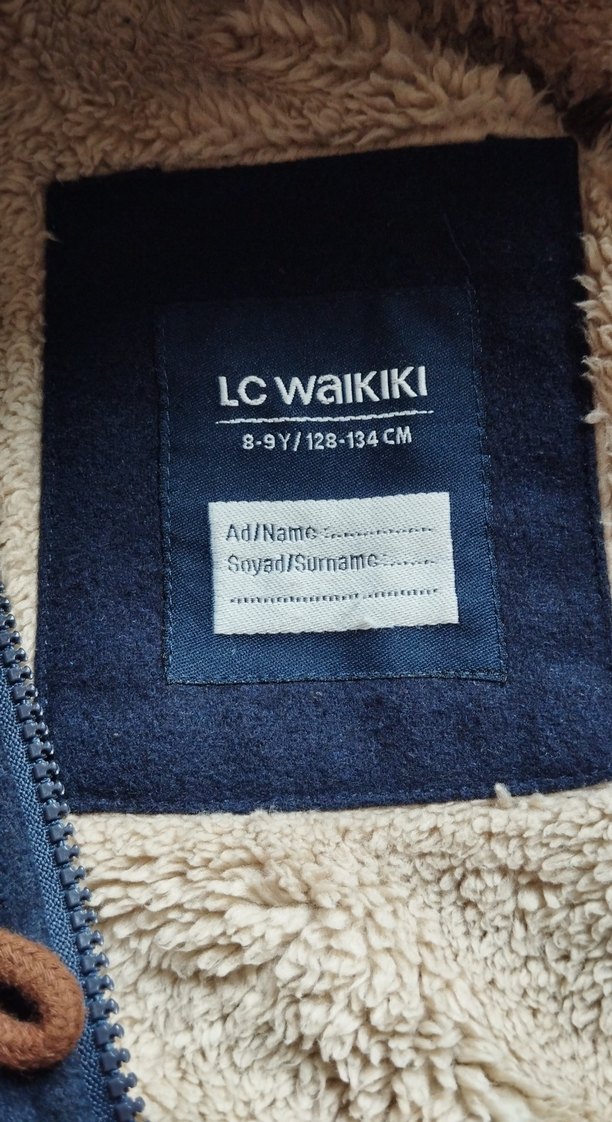 LC WAIKIKI
8-9 Y/ 128-134 CM
Ad/Name :..............
Soyad/Surname :.......
................................